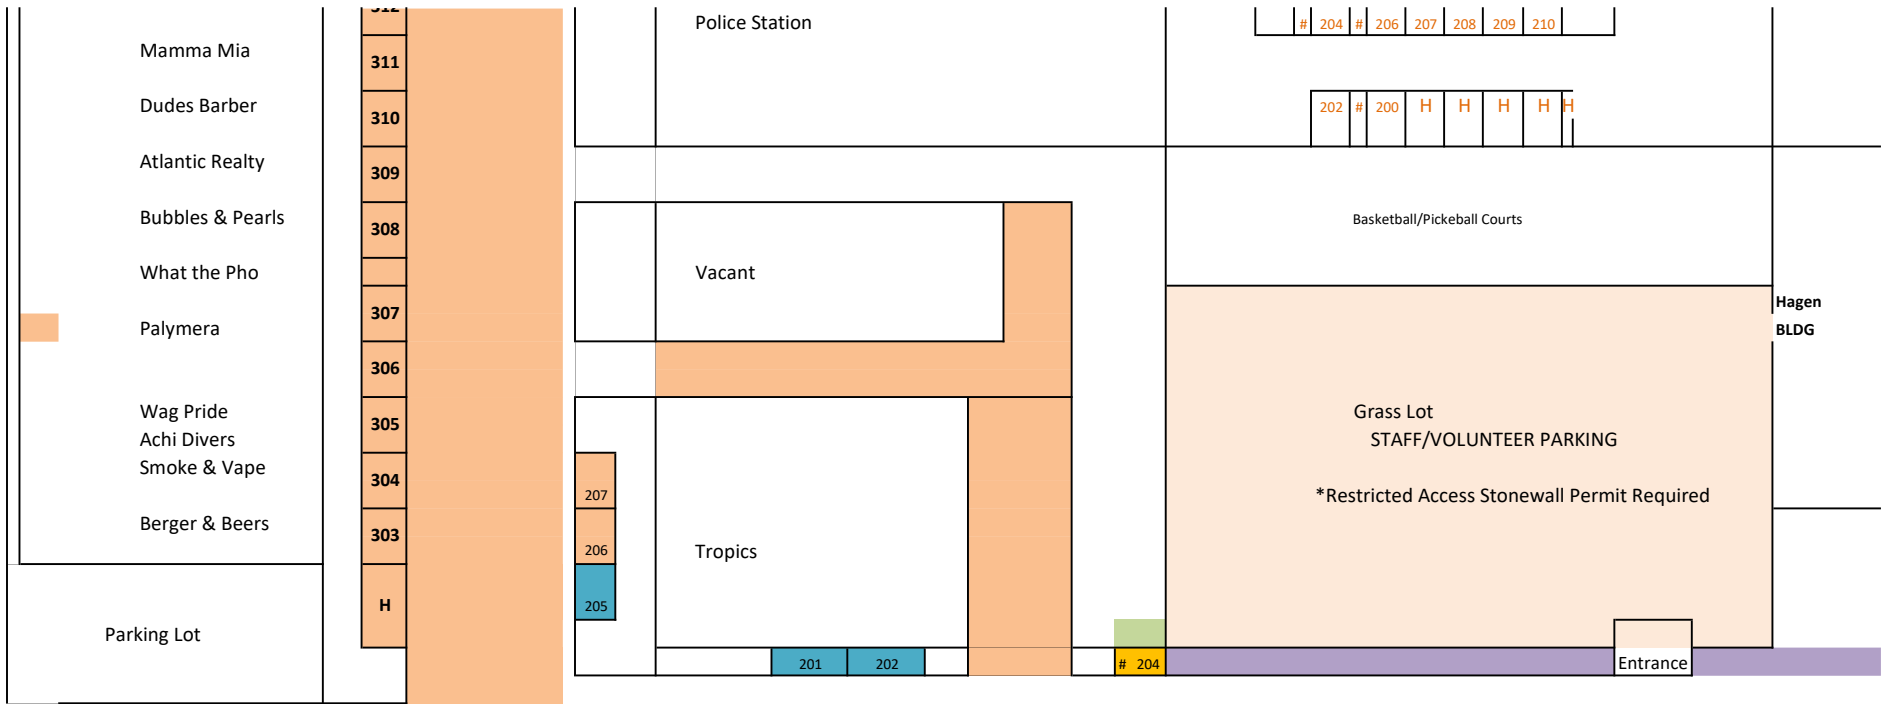 312
Police Station
# 204 # 206 207 208 209 210
Mamma Mia
311
Dudes Barber
310
202 # 200 H H H H H
Atlantic Realty
309
Bubbles & Pearls
308
Basketball/Pickeball Courts
What the Pho
Vacant
307
Hagen
BLDG
Palymera
306
Wag Pride
Achi Divers
Smoke & Vape
305
Grass Lot
STAFF/VOLUNTEER PARKING
304
207
*Restricted Access Stonewall Permit Required
Berger & Beers
303
206
Tropics
H
205
Parking Lot
201
202
# 204
Entrance